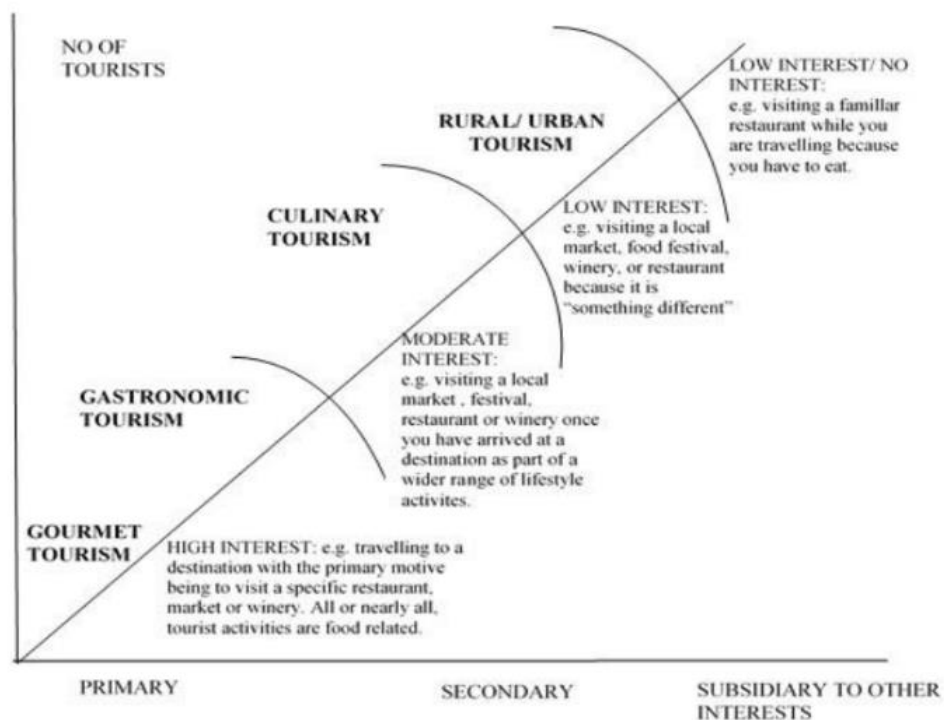 NO OF
TOURISTS
LOW INTEREST/ NO
INTEREST:
e.g. visiting a famillar
restaurant while you
are travelling because
you have to eat.
RURAL/ URBAN
TOURISM
CULINARY
TOURISM
LOW INTEREST:
e.g. visiting a local
market, food festival,
winery, or restaurant
because it is
“something different”
MODERATE
INTEREST:
e.g. visiting a local
market , festival,
restaurant or winery once
you have arrived at a
destination as part of a
wider range of lifestyle
activites.
GASTRONOMIC
TOURISM
GOURMET
TOURISM
HIGH INTEREST: e.g. travelling to a
destination with the primary motive
being to visit a specific restaurant,
market or winery. All or nearly all,
tourist activities are food related.
PRIMARY
SECONDARY
SUBSIDIARY TO OTHER
INTERESTS